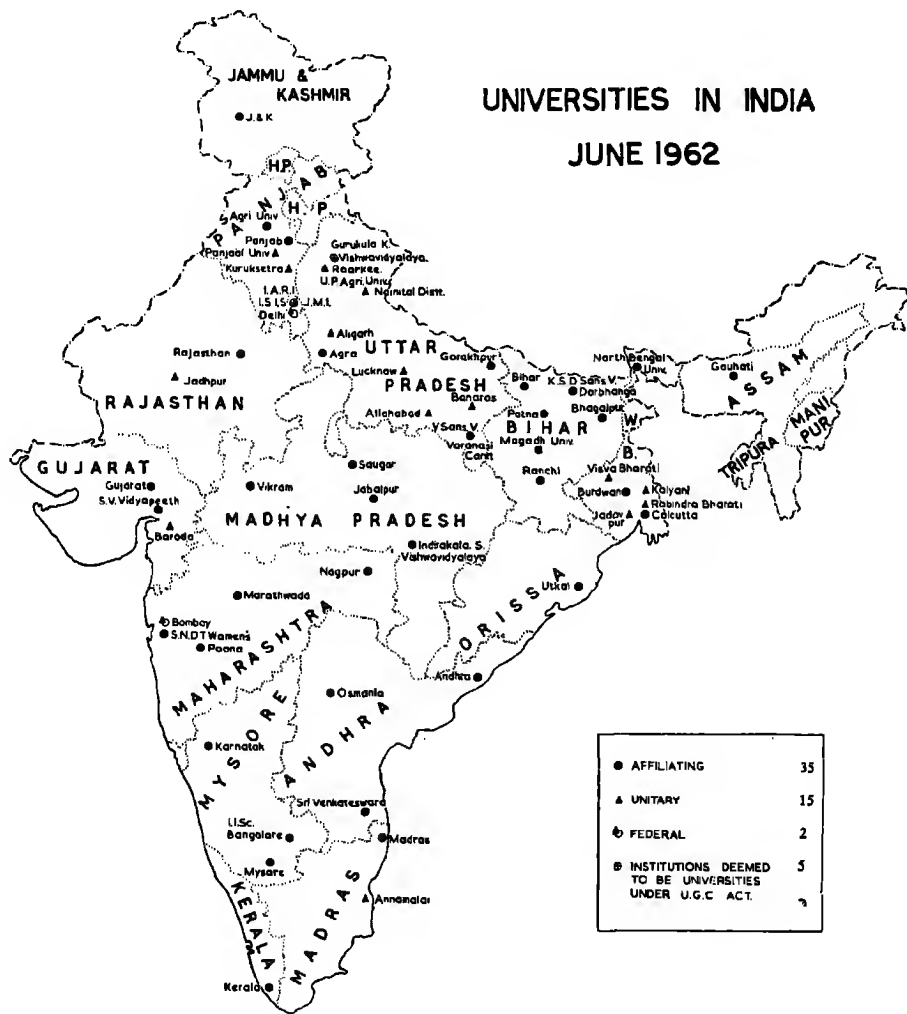 UNIVERSITIES IN INDIA
JUNE 1962
JAMMU &
KASHMIR
J.& K
H.P.
PANJAB
H.P.
Agri Univ
Panjab
Panjabi Univ
Kuruksetra
Gurukula K.
Vishwavidyalaya.
Roorkee.
U.P.Agri.Univ.
Nainital Distt.
I.A.R.I
I.S.I.S
J.M.I.
Delhi
Aligarh
Agra
UTTAR
PRADESH
Lucknow
Gorakhpur
Allahabad
Banaras
V.Sans V.
Varanasi
Cantt
Rajasthan
Jodhpur
RAJASTHAN
Bihar
K.S.D Sans V.
Darbhanga
Patna
Bhagalpur
BIHAR
Magadh Univ
Ranchi
North Bengal
Univ.
W.
B.
Gauhati
ASSAM
MANI
PUR
TRIPURA
Visva Bharati
Burdwan
Kalyani
Rabindra Bharati
Jadav
pur
Calcutta
GUJARAT
Gujarat
S.V. Vidyapeeth
Baroda
Vikram
Saugar
Jabalpur
MADHYA PRADESH
Indrakala. S.
Vishwavidyalaya
Nagpur
Marathwada
Bombay
S.N.D T Women's
Poona
MAHARASHTRA
ORISSA
Utkal
Andhra
Osmania
ANDHRA
Karnatak
MYSORE
Sri Venkateswara
I.I.Sc.
Bangalore
Mysore
Madras
Annamalai
MADRAS
KERALA
Kerala
AFFILIATING 35
UNITARY 15
FEDERAL 2
INSTITUTIONS DEEMED 5
TO BE UNIVERSITIES
UNDER U.G.C ACT.